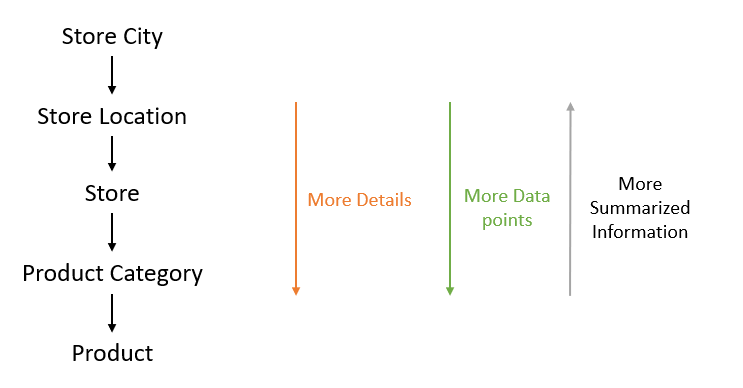 Store City
Store Location
Store
Product Category
Product
More Details
More Data
points
More
Summarized
Information